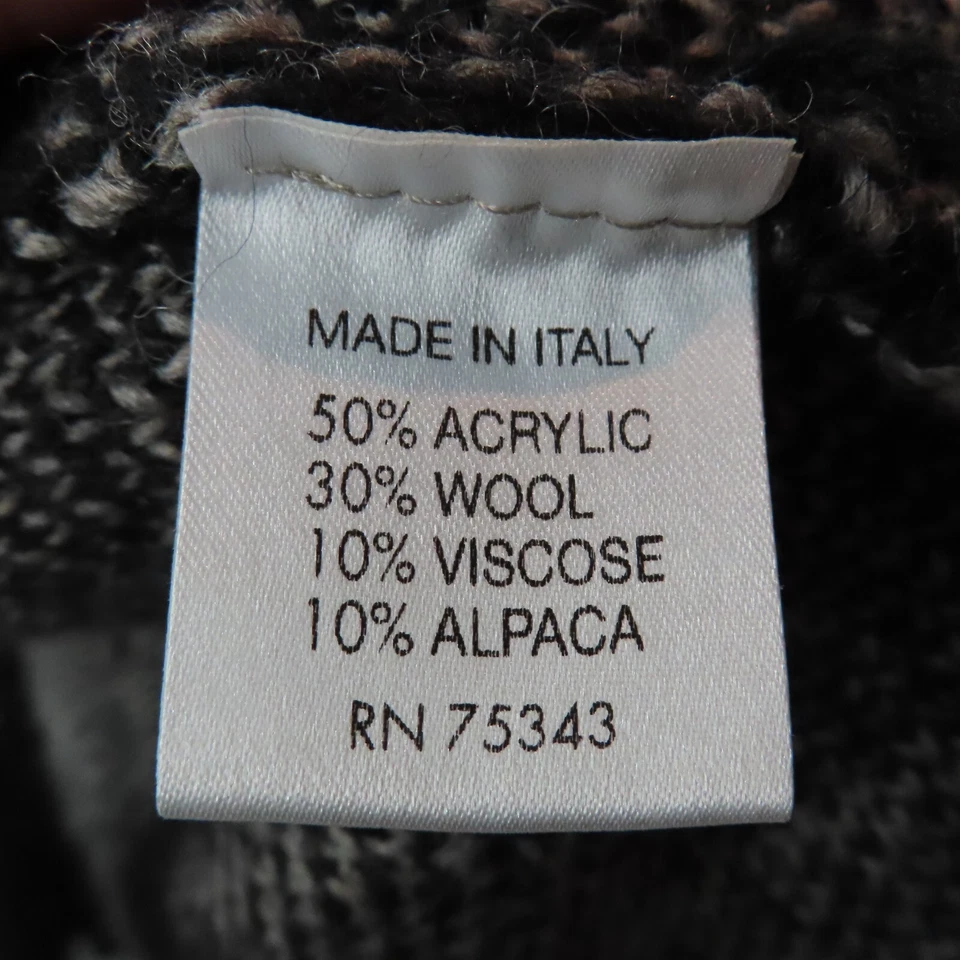 MADE IN ITALY
50% ACRYLIC
30% WOOL
10% VISCOSE
10% ALPACA
RN 75343